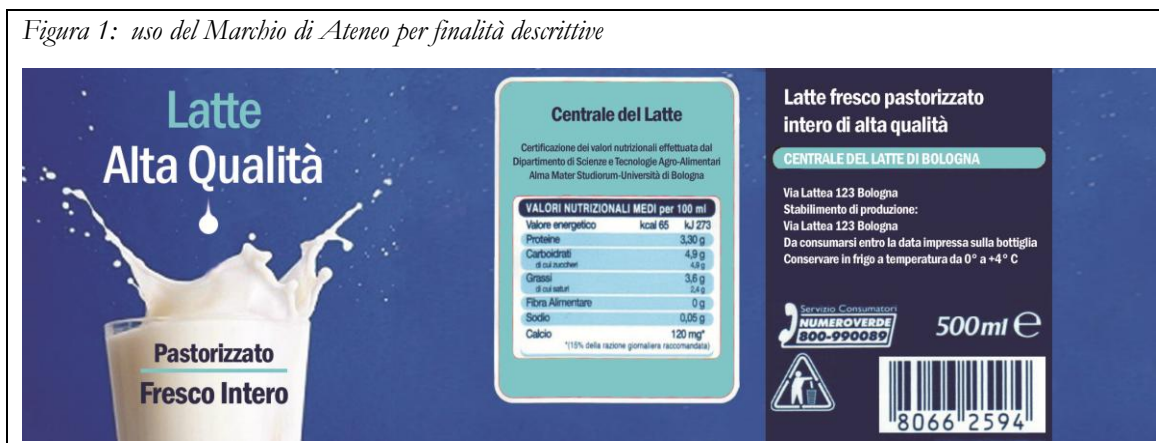 Figura 1: uso del Marchio di Ateneo per finalità descrittive
Latte
Alta Qualità
Pastorizzato
Fresco Intero
Centrale del Latte
Certificazione dei valori nutrizionali effettuata dal
Dipartimento di Scienze e Tecnologie Agro-Alimentari
Alma Mater Studiorum-Università di Bologna
VALORI NUTRIZIONALI MEDI per 100 ml
Valore energetico kcal 65 kJ 273
Proteine 3,30 g
Carboidrati 4,9 g
di cui zuccheri 4,9 g
Grassi 3,6 g
di cui saturi 2,4 g
Fibra Alimentare 0 g
Sodio 0,05 g
Calcio 120 mg*
*(15% della razione giornaliera raccomandata)
Latte fresco pastorizzato
intero di alta qualità
CENTRALE DEL LATTE DI BOLOGNA
Via Lattea 123 Bologna
Stabilimento di produzione:
Via Lattea 123 Bologna
Da consumarsi entro la data impressa sulla bottiglia
Conservare in frigo a temperatura da 0° a +4° C
Servizio Consumatori
NUMEROVERDE
800-990089
500ml e
8066 2594